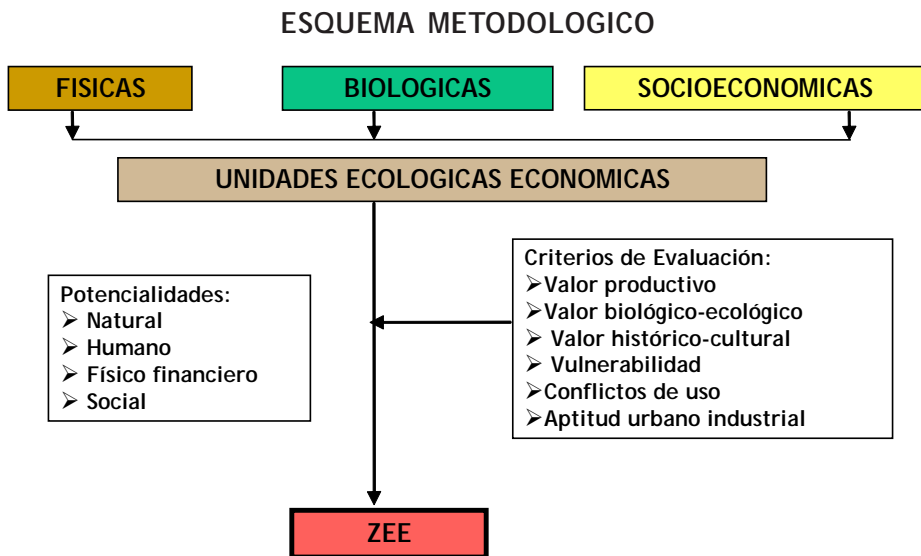 ESQUEMA METODOLOGICO
FISICAS
BIOLOGICAS
SOCIOECONOMICAS
UNIDADES ECOLOGICAS ECONOMICAS
Potencialidades:
➢ Natural
➢ Humano
➢ Físico financiero
➢ Social
Criterios de Evaluación:
➢Valor productivo
➢Valor biológico-ecológico
➢ Valor histórico-cultural
➢ Vulnerabilidad
➢Conflictos de uso
➢Aptitud urbano industrial
ZEE